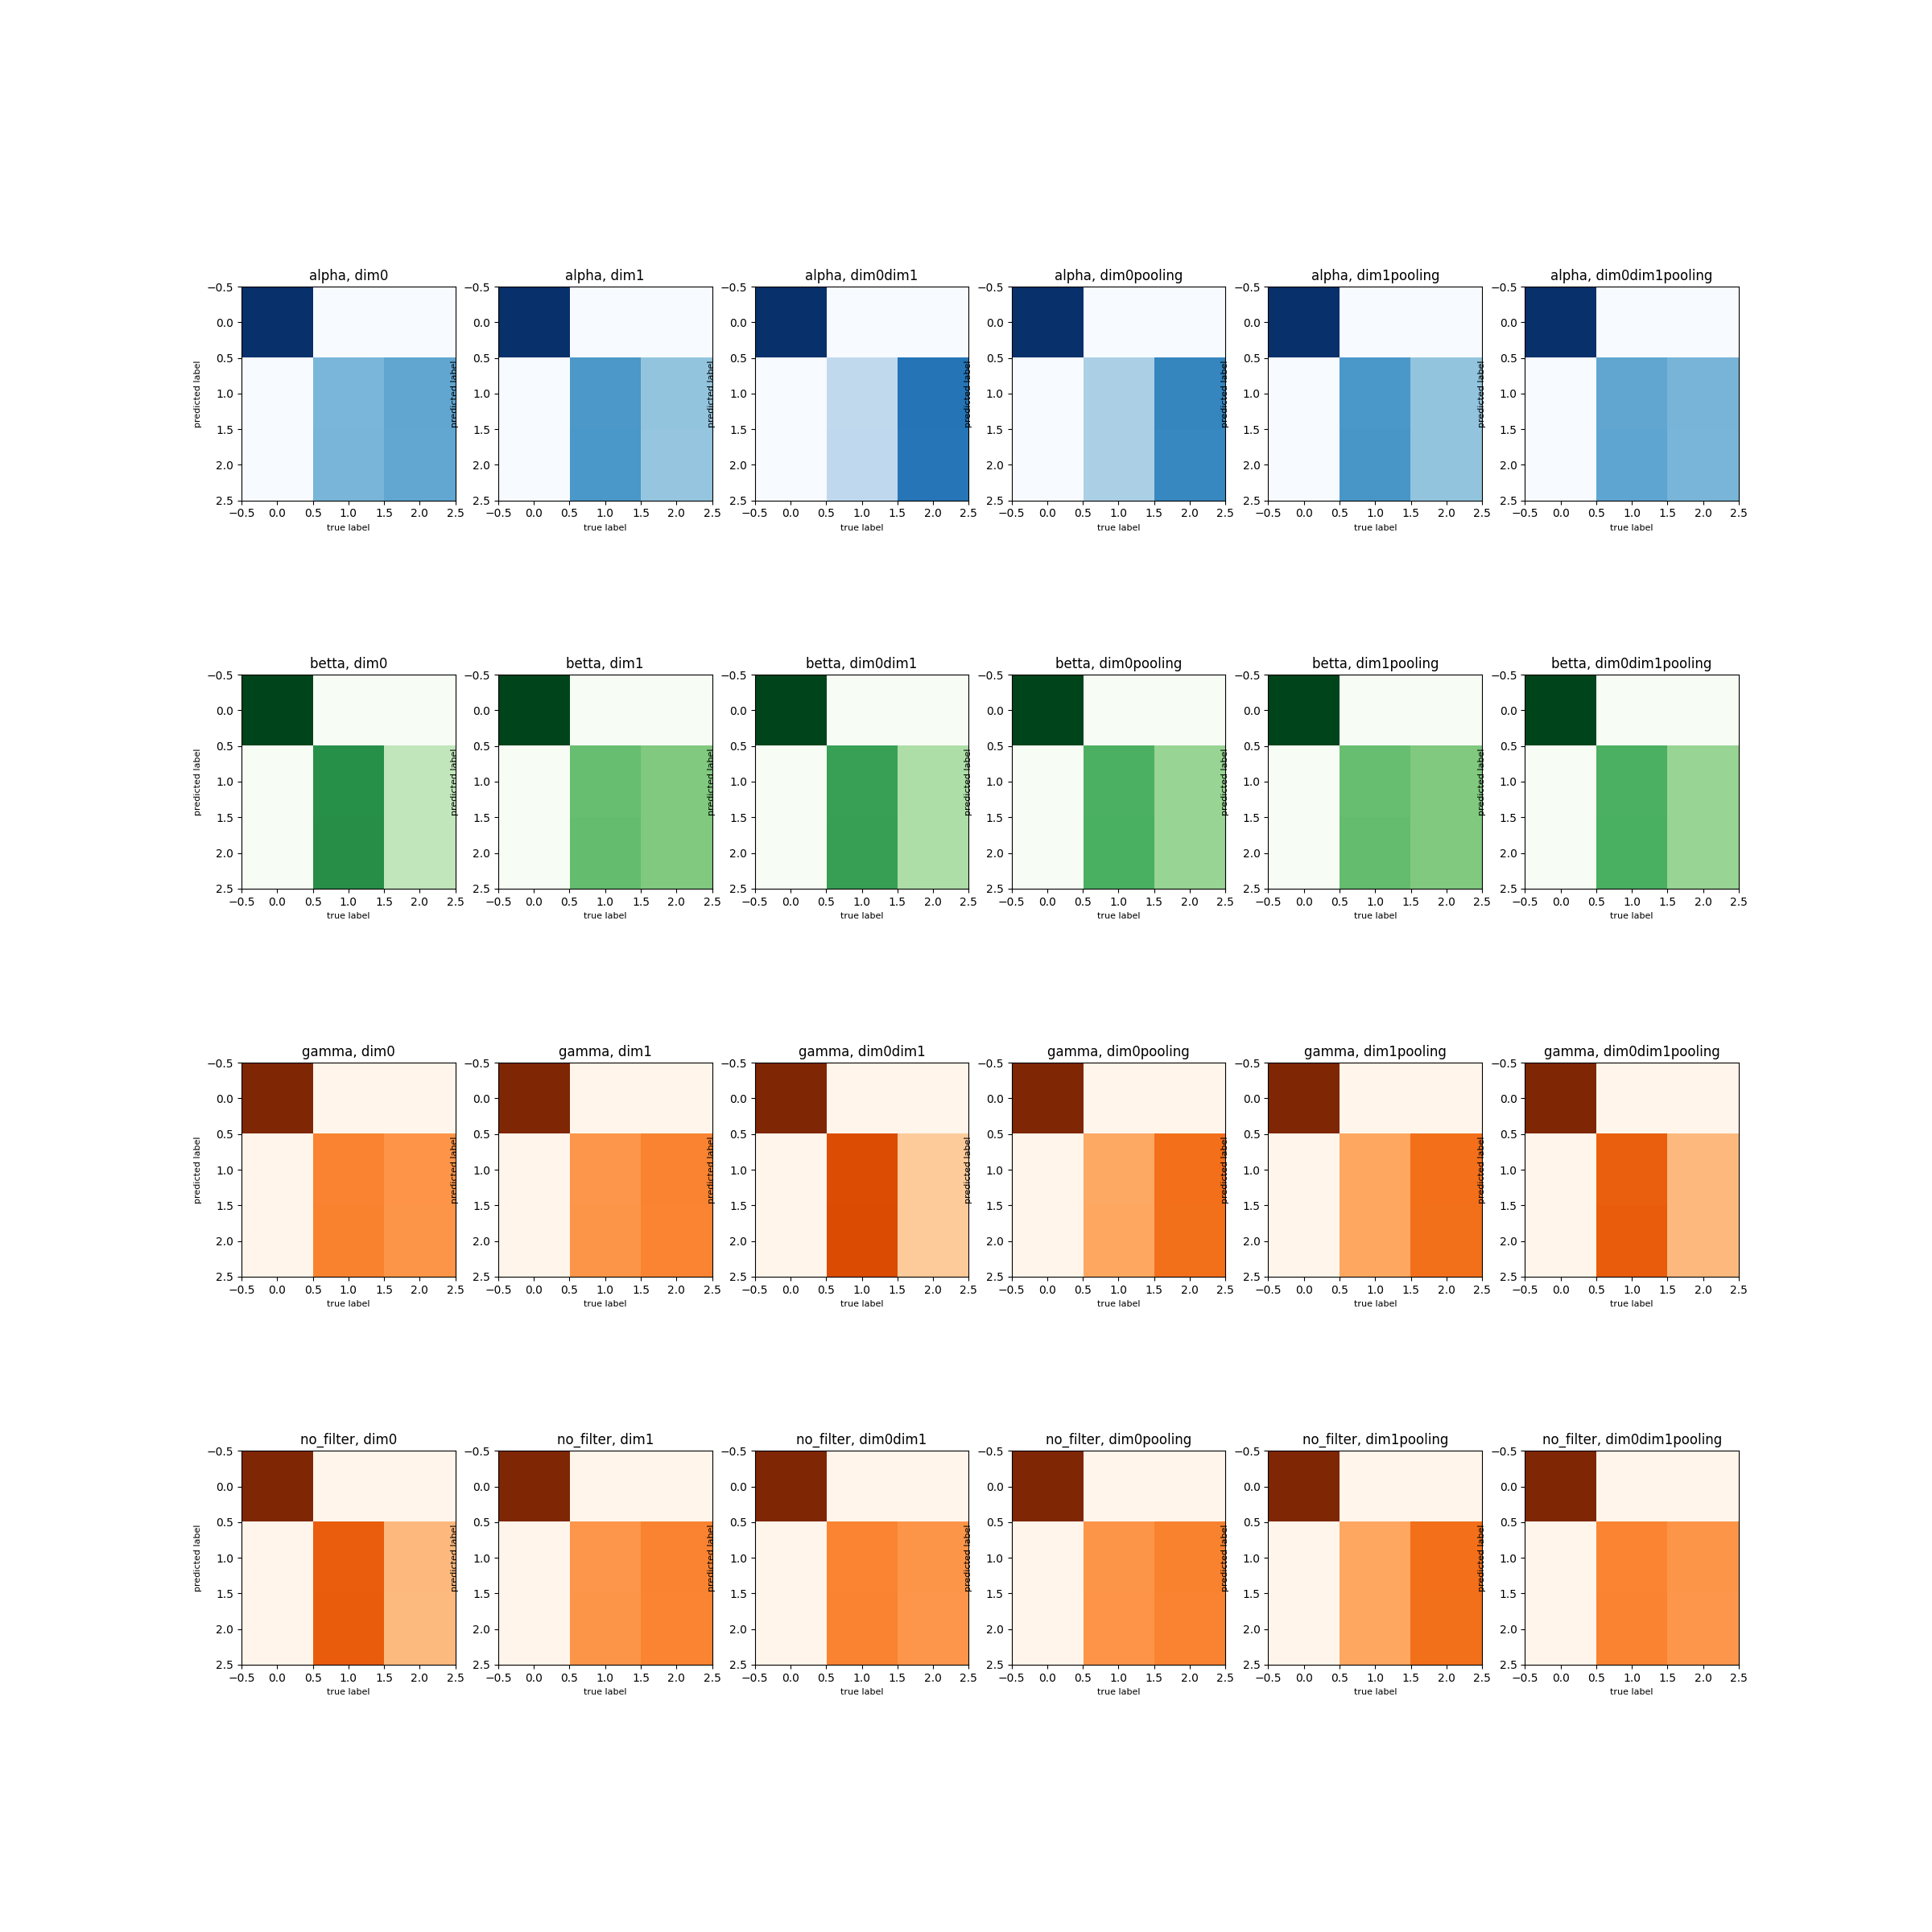 alpha, dim0 alpha, dim1 alpha, dim0dim1 alpha, dim0pooling alpha, dim1pooling alpha, dim0dim1pooling
−0.5 −0.5 −0.5 −0.5 −0.5 −0.5
0.0 0.0 0.0 0.0 0.0 0.0
0.5 0.5 0.5 0.5 0.5 0.5
predicted label predicted label predicted label predicted label predicted label predicted label
1.0 1.0 1.0 1.0 1.0 1.0
1.5 1.5 1.5 1.5 1.5 1.5
2.0 2.0 2.0 2.0 2.0 2.0
2.5 2.5 2.5 2.5 2.5 2.5
−0.5 0.0 0.5 1.0 1.5 2.0 2.5 −0.5 0.0 0.5 1.0 1.5 2.0 2.5 −0.5 0.0 0.5 1.0 1.5 2.0 2.5 −0.5 0.0 0.5 1.0 1.5 2.0 2.5 −0.5 0.0 0.5 1.0 1.5 2.0 2.5 −0.5 0.0 0.5 1.0 1.5 2.0 2.5
true label true label true label true label true label true label
betta, dim0 betta, dim1 betta, dim0dim1 betta, dim0pooling betta, dim1pooling betta, dim0dim1pooling
−0.5 −0.5 −0.5 −0.5 −0.5 −0.5
0.0 0.0 0.0 0.0 0.0 0.0
0.5 0.5 0.5 0.5 0.5 0.5
predicted label predicted label predicted label predicted label predicted label predicted label
1.0 1.0 1.0 1.0 1.0 1.0
1.5 1.5 1.5 1.5 1.5 1.5
2.0 2.0 2.0 2.0 2.0 2.0
2.5 2.5 2.5 2.5 2.5 2.5
−0.5 0.0 0.5 1.0 1.5 2.0 2.5 −0.5 0.0 0.5 1.0 1.5 2.0 2.5 −0.5 0.0 0.5 1.0 1.5 2.0 2.5 −0.5 0.0 0.5 1.0 1.5 2.0 2.5 −0.5 0.0 0.5 1.0 1.5 2.0 2.5 −0.5 0.0 0.5 1.0 1.5 2.0 2.5
true label true label true label true label true label true label
gamma, dim0 gamma, dim1 gamma, dim0dim1 gamma, dim0pooling gamma, dim1pooling gamma, dim0dim1pooling
−0.5 −0.5 −0.5 −0.5 −0.5 −0.5
0.0 0.0 0.0 0.0 0.0 0.0
0.5 0.5 0.5 0.5 0.5 0.5
predicted label predicted label predicted label predicted label predicted label predicted label
1.0 1.0 1.0 1.0 1.0 1.0
1.5 1.5 1.5 1.5 1.5 1.5
2.0 2.0 2.0 2.0 2.0 2.0
2.5 2.5 2.5 2.5 2.5 2.5
−0.5 0.0 0.5 1.0 1.5 2.0 2.5 −0.5 0.0 0.5 1.0 1.5 2.0 2.5 −0.5 0.0 0.5 1.0 1.5 2.0 2.5 −0.5 0.0 0.5 1.0 1.5 2.0 2.5 −0.5 0.0 0.5 1.0 1.5 2.0 2.5 −0.5 0.0 0.5 1.0 1.5 2.0 2.5
true label true label true label true label true label true label
no_filter, dim0 no_filter, dim1 no_filter, dim0dim1 no_filter, dim0pooling no_filter, dim1pooling no_filter, dim0dim1pooling
−0.5 −0.5 −0.5 −0.5 −0.5 −0.5
0.0 0.0 0.0 0.0 0.0 0.0
0.5 0.5 0.5 0.5 0.5 0.5
predicted label predicted label predicted label predicted label predicted label predicted label
1.0 1.0 1.0 1.0 1.0 1.0
1.5 1.5 1.5 1.5 1.5 1.5
2.0 2.0 2.0 2.0 2.0 2.0
2.5 2.5 2.5 2.5 2.5 2.5
−0.5 0.0 0.5 1.0 1.5 2.0 2.5 −0.5 0.0 0.5 1.0 1.5 2.0 2.5 −0.5 0.0 0.5 1.0 1.5 2.0 2.5 −0.5 0.0 0.5 1.0 1.5 2.0 2.5 −0.5 0.0 0.5 1.0 1.5 2.0 2.5 −0.5 0.0 0.5 1.0 1.5 2.0 2.5
true label true label true label true label true label true label